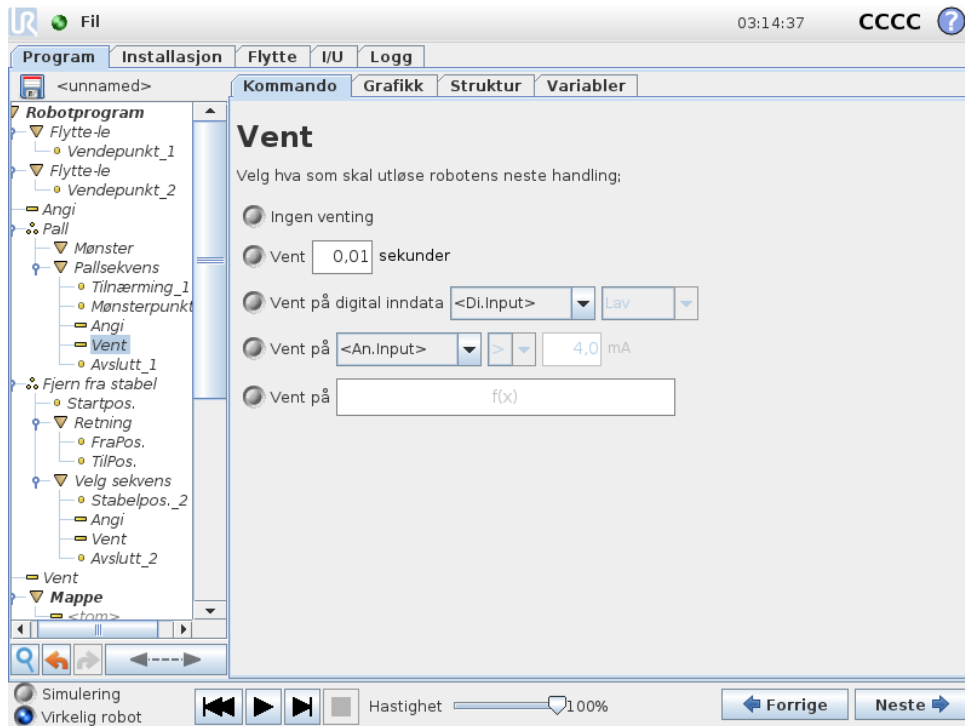 UR Fil 03:14:37 CCCC ?
Program Installasjon Flytte I/U Logg
<unnamed>
Kommando Grafikk Struktur Variabler
Robotprogram
Flytte-le
Vendepunkt_1
Flytte-le
Vendepunkt_2
Angi
Pall
Mønster
Pallsekvens
Tilnærming_1
Mønsterpunkt
Angi
Vent
Avslutt_1
Fjern fra stabel
Startpos.
Retning
FraPos.
TilPos.
Velg sekvens
Stabelpos._2
Angi
Vent
Avslutt_2
Vent
Mappe
<tom>
Vent
Velg hva som skal utløse robotens neste handling;
Ingen venting
Vent 0,01 sekunder
Vent på digital inndata <Di.Input> Lav
Vent på <An.Input> > 4,0 mA
Vent på f(x)
Simulering
Virkelig robot
Hastighet 100%
Forrige Neste